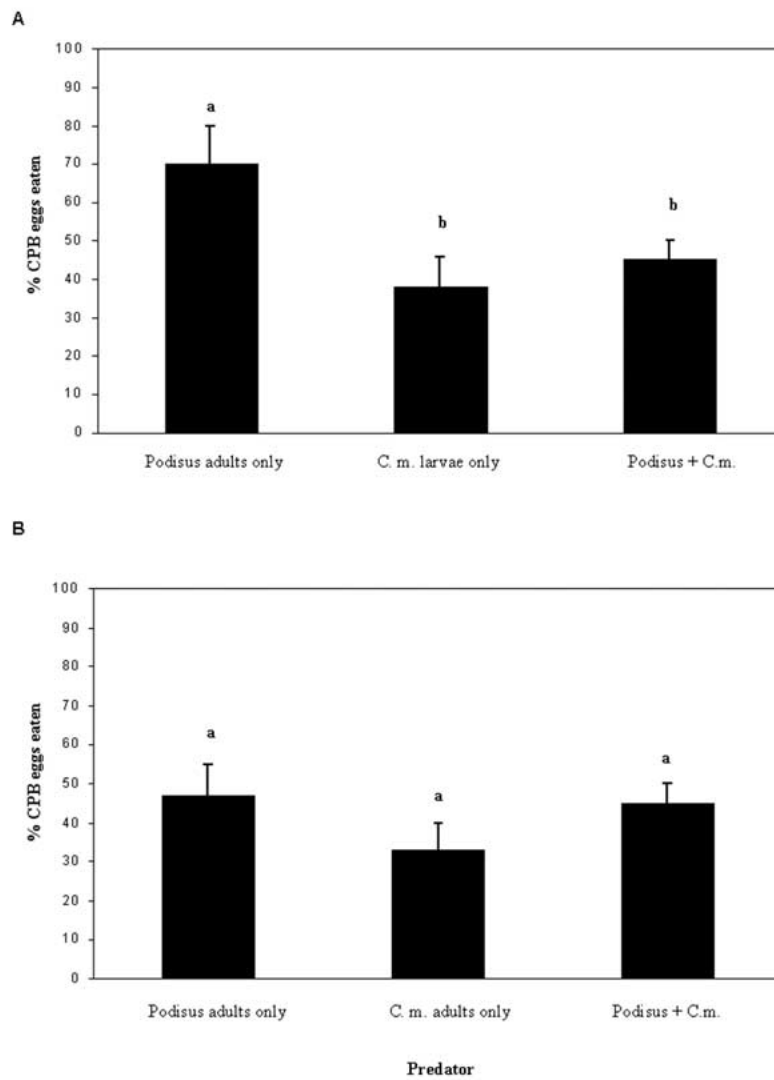 A
100
90
80
70
60
50
40
30
20
10
0
% CPB eggs eaten
a
b
b
Podisus adults only
C. m. larvae only
Podisus + C.m.
B
100
90
80
70
60
50
40
30
20
10
0
% CPB eggs eaten
a
a
a
Podisus adults only
C. m. adults only
Podisus + C.m.
Predator